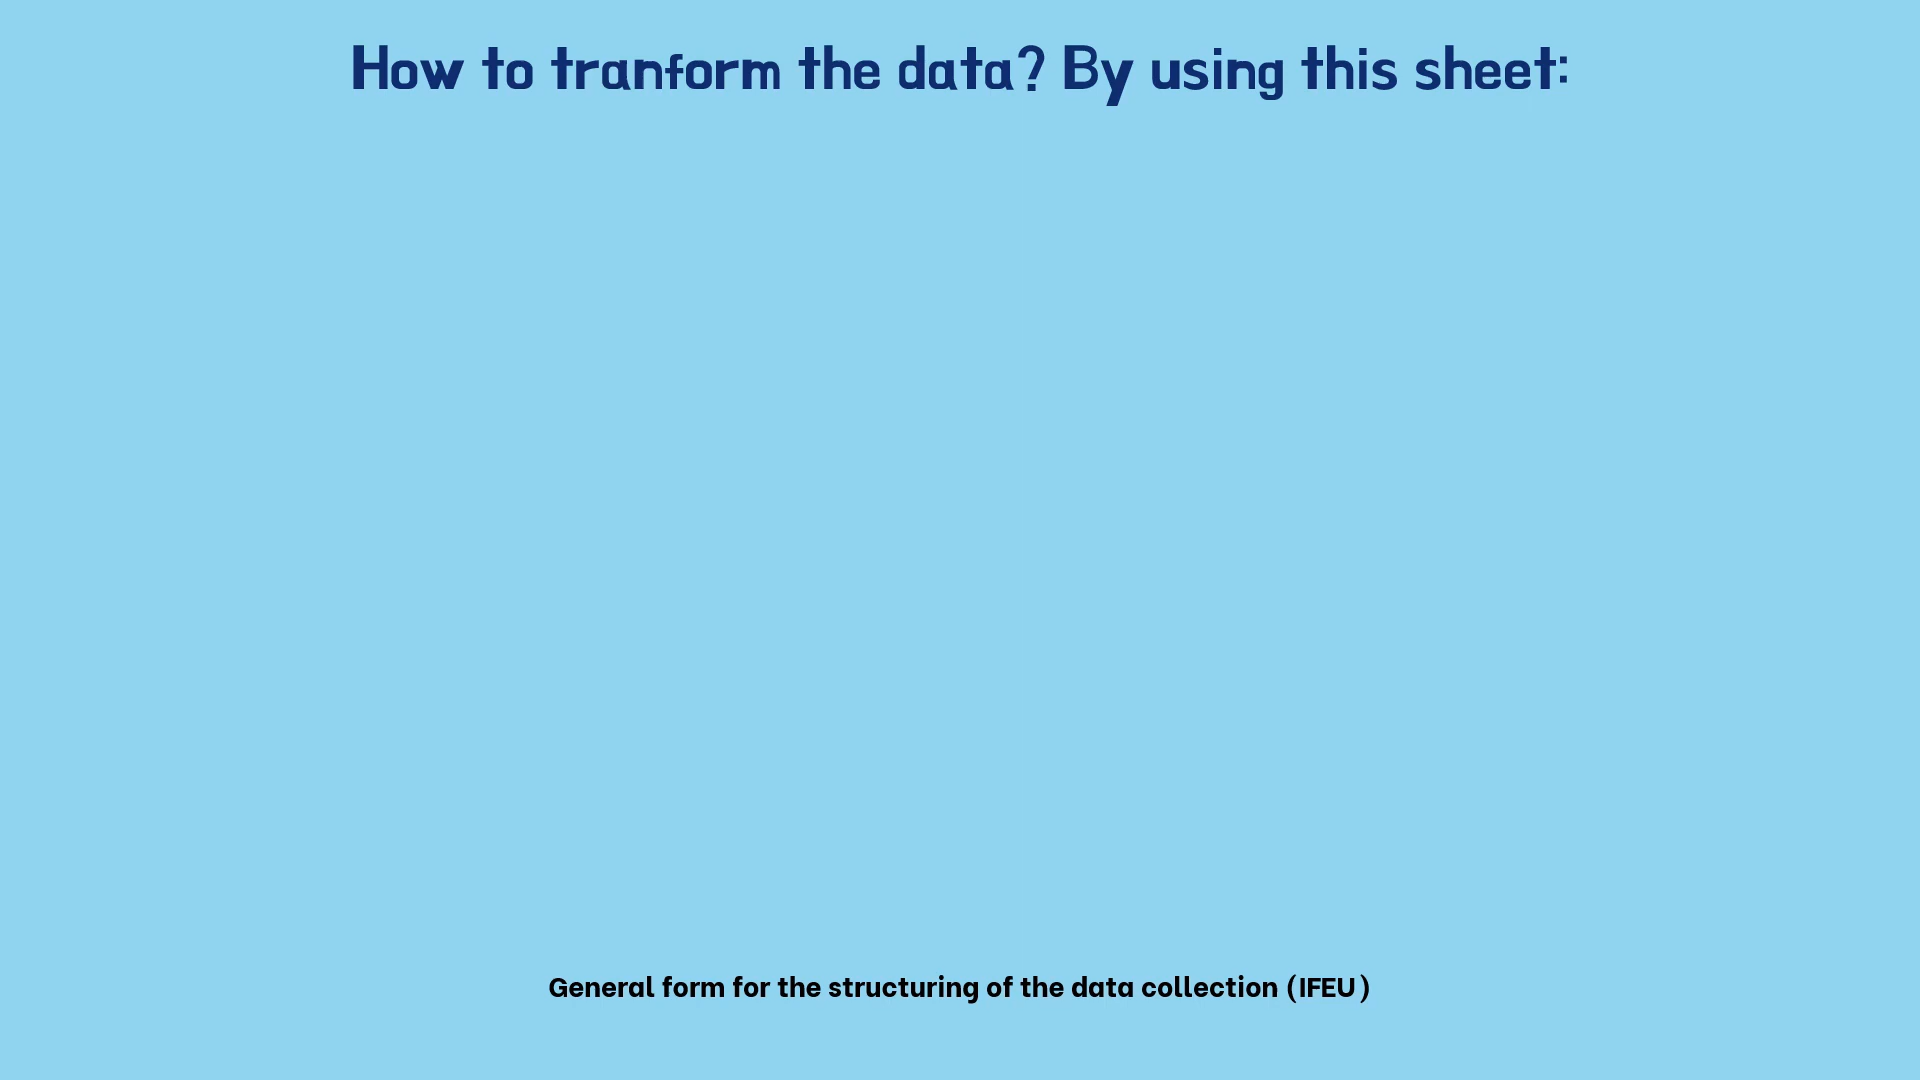 How to tranform the data? By using this sheet:
General form for the structuring of the data collection (IFEU)